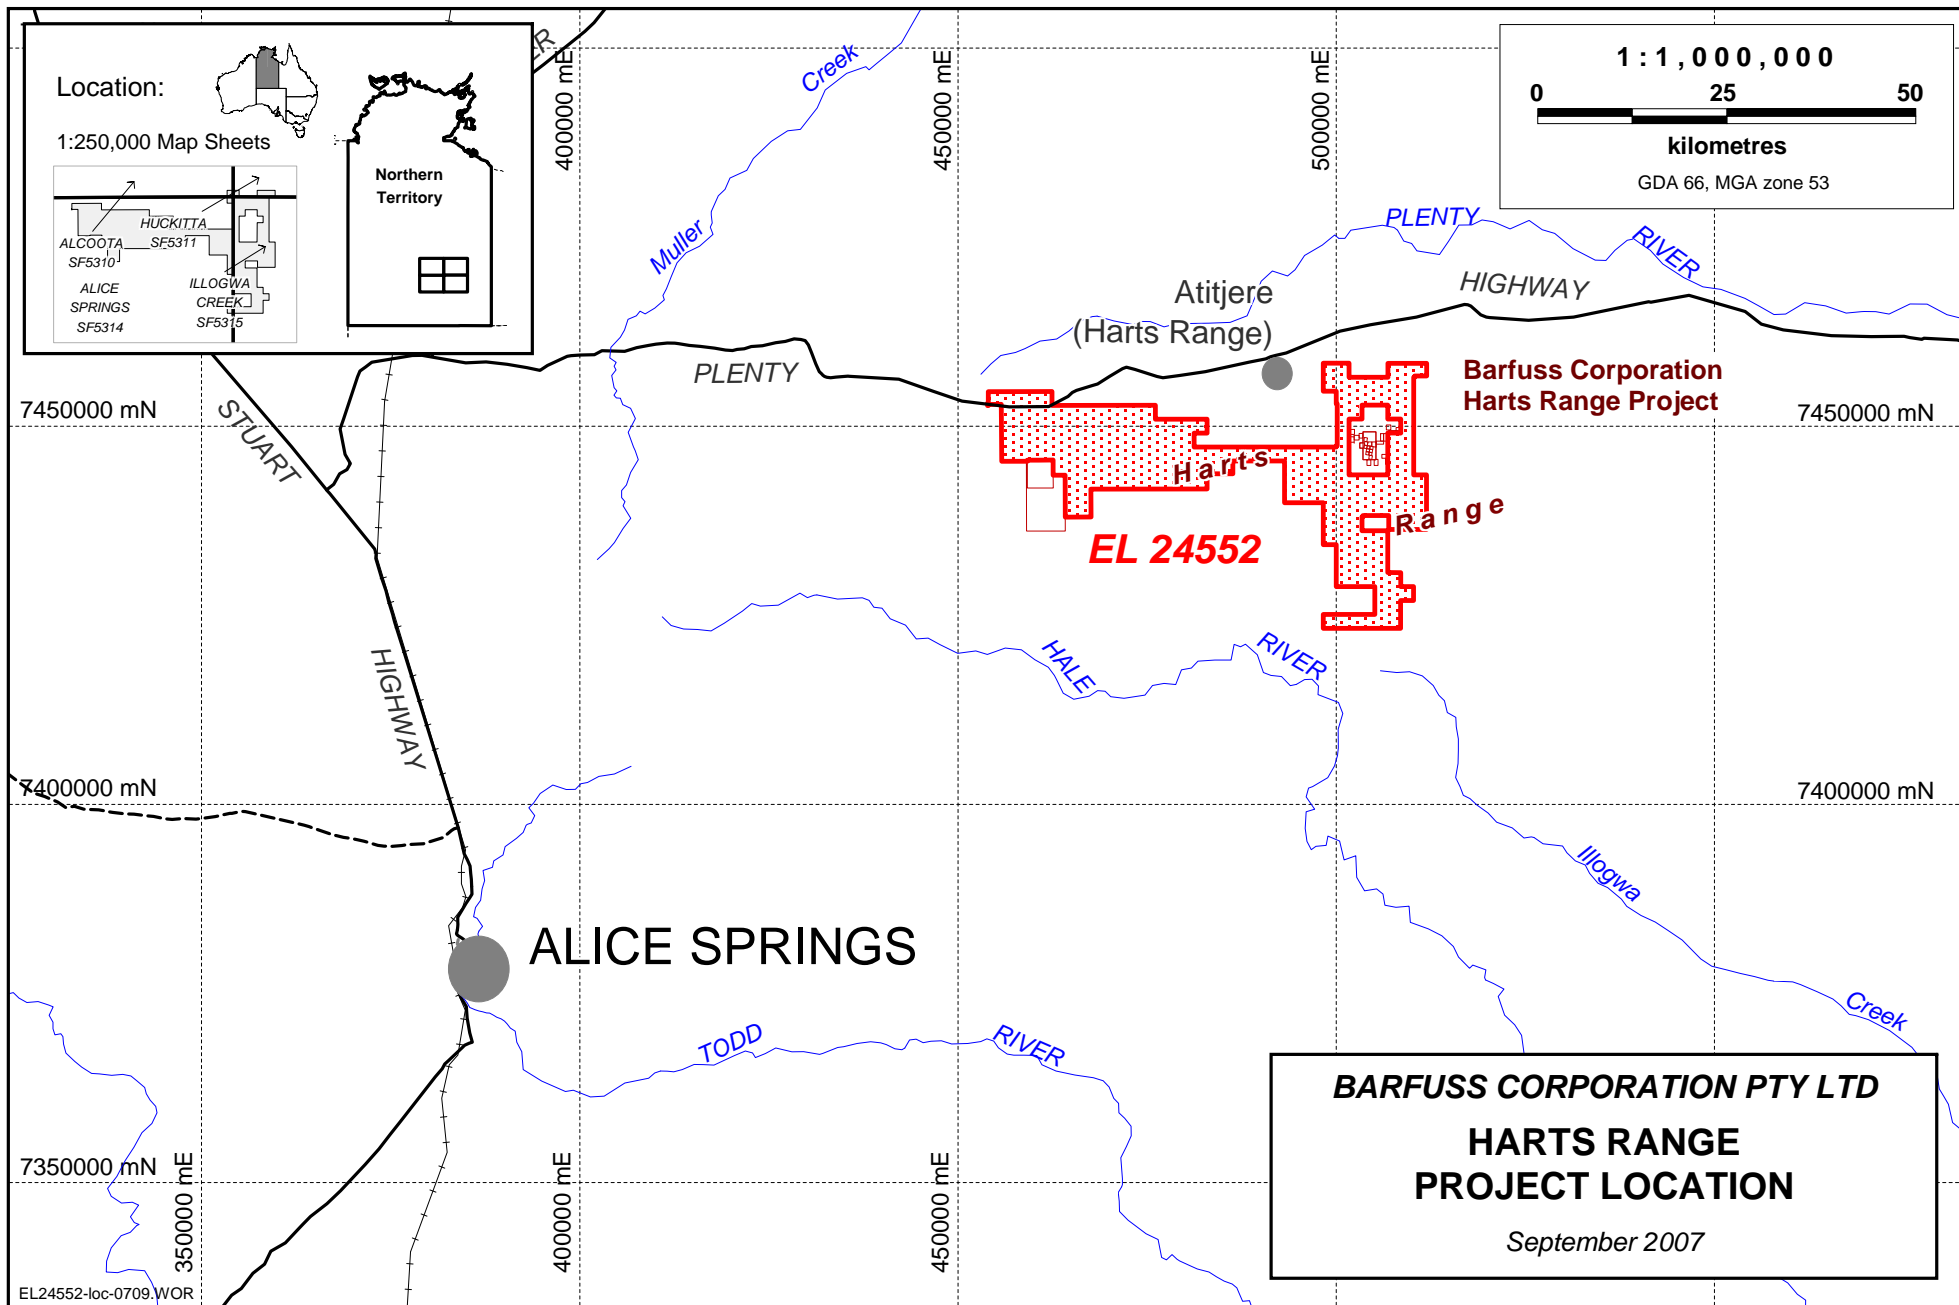 Location:
1:250,000 Map Sheets
HUCKITTA
SF5311
ALCOOTA
SF5310
ALICE
SPRINGS
SF5314
ILLOGWA
CREEK
SF5315
Northern
Territory
400000 mE
450000 mE
500000 mE
1:1,000,000
0 25 50
kilometres
GDA 66, MGA zone 53
Muller Creek
PLENTY RIVER
PLENTY HIGHWAY
Atitjere
(Harts Range)
Barfuss Corporation
Harts Range Project
7450000 mN
7450000 mN
STUART HIGHWAY
Harts Range
EL 24552
HALE RIVER
7400000 mN
7400000 mN
Illogwa Creek
ALICE SPRINGS
TODD RIVER
7350000 mN
350000 mE
400000 mE
450000 mE
BARFUSS CORPORATION PTY LTD
HARTS RANGE
PROJECT LOCATION
September 2007
EL24552-loc-0709.WOR